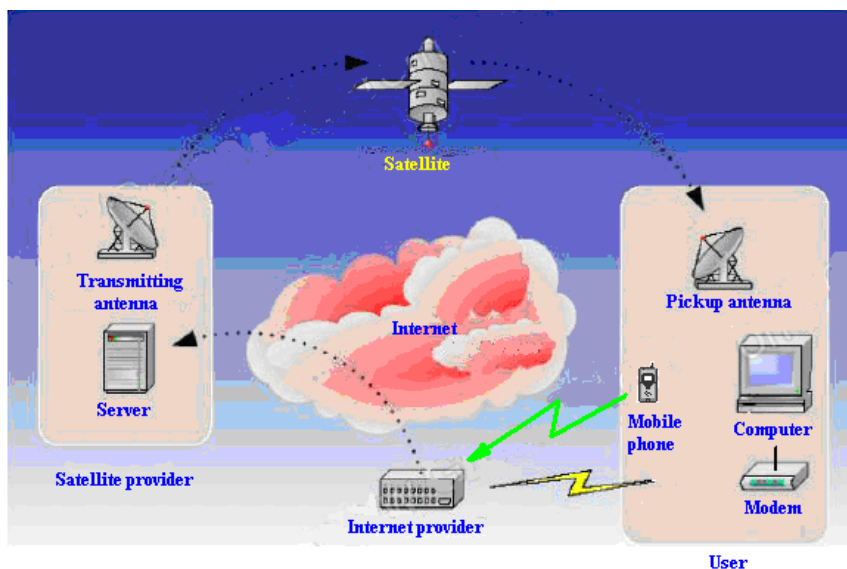 Satellite
Transmitting
antenna
Pickup antenna
Internet
Server
Mobile
phone
Computer
Satellite provider
Modem
Internet provider
User